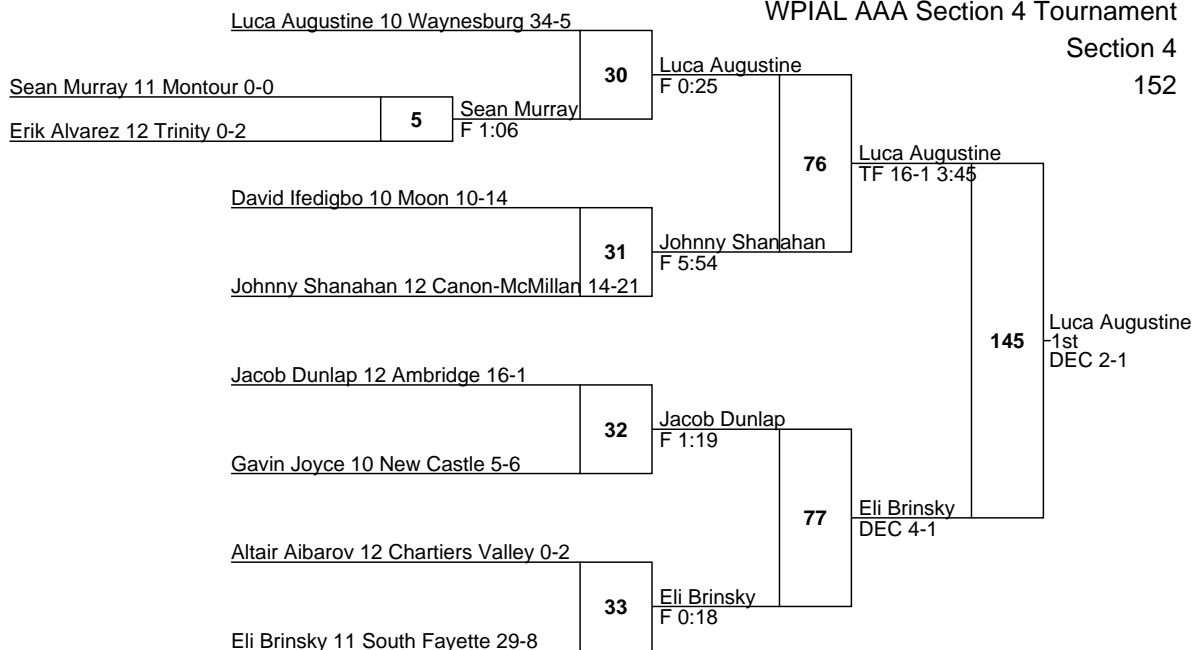 WPIAL AAA Section 4 Tournament
Section 4
152
Luca Augustine 10 Waynesburg 34-5
30
Luca Augustine
F 0:25
Sean Murray 11 Montour 0-0
5
Sean Murray
F 1:06
Erik Alvarez 12 Trinity 0-2
76
Luca Augustine
TF 16-1 3:45
David Ifedigbo 10 Moon 10-14
31
Johnny Shanahan
F 5:54
Johnny Shanahan 12 Canon-McMillan 14-21
145
Luca Augustine
1st
DEC 2-1
Jacob Dunlap 12 Ambridge 16-1
32
Jacob Dunlap
F 1:19
Gavin Joyce 10 New Castle 5-6
77
Eli Brinsky
DEC 4-1
Altair Aibarov 12 Chartiers Valley 0-2
33
Eli Brinsky
F 0:18
Eli Brinsky 11 South Fayette 29-8